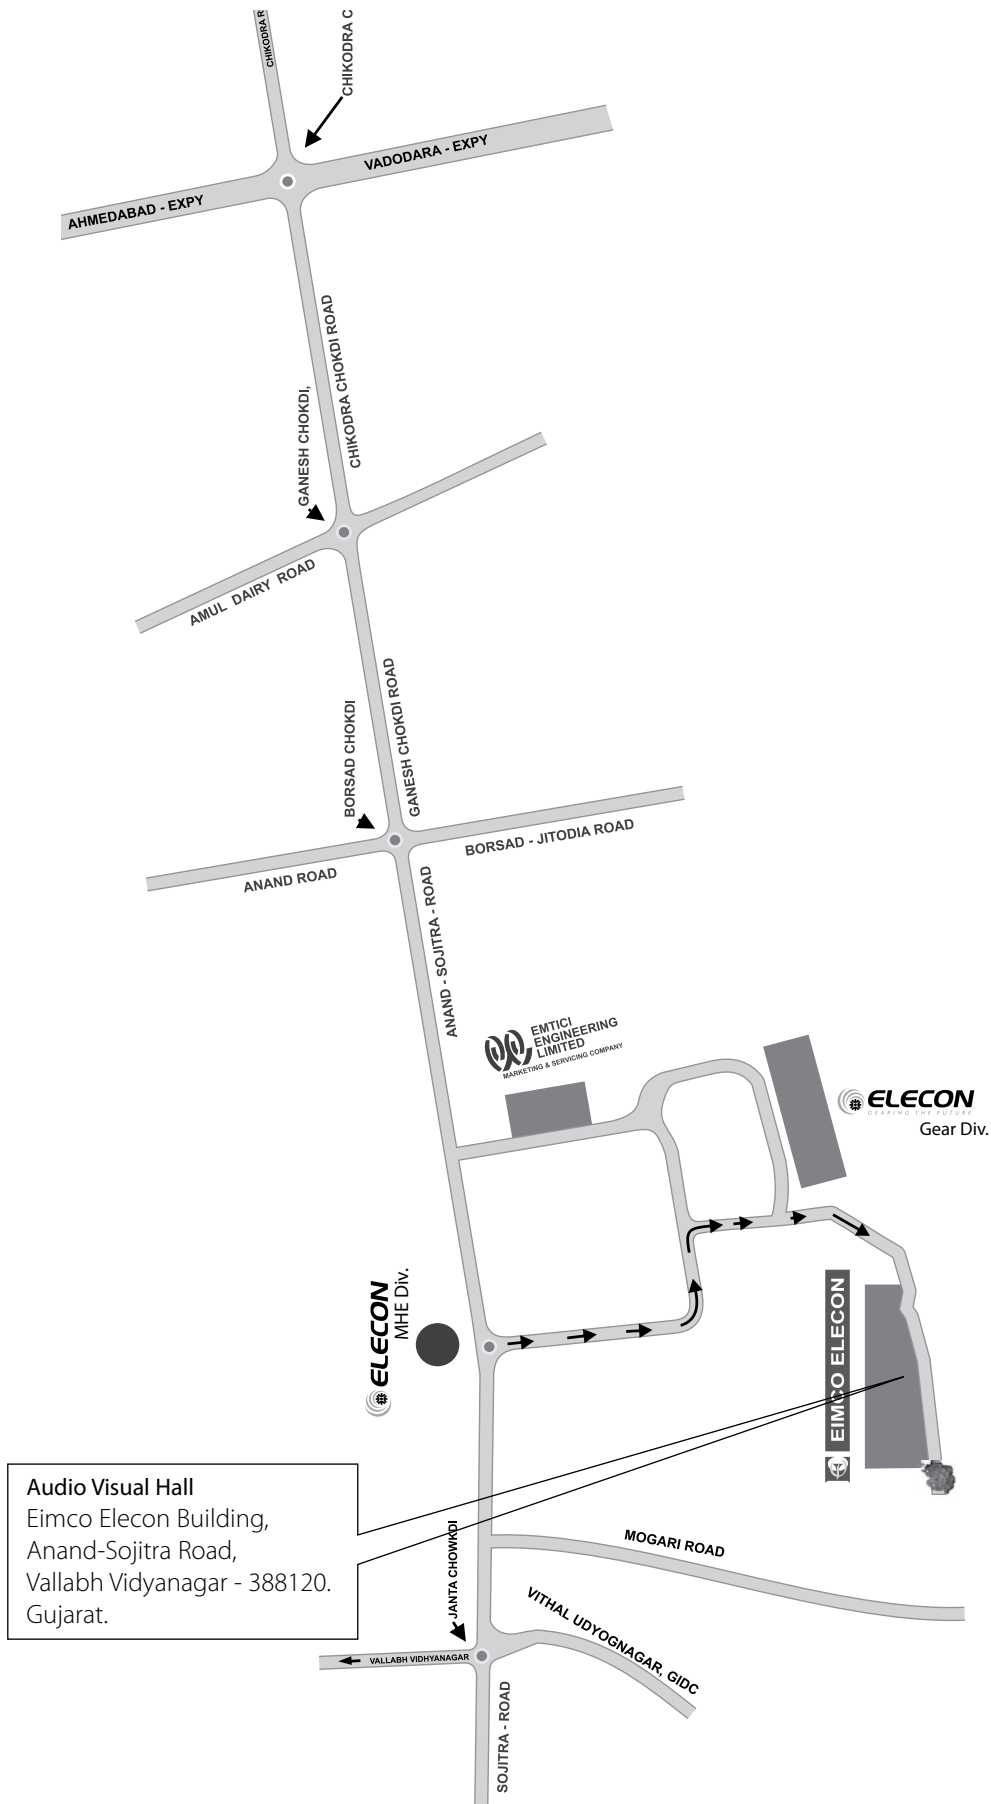 CHIKODRA R
CHIKODRA C
VADODARA - EXPY
AHMEDABAD - EXPY
CHIKODRA CHOKDI ROAD
GANESH CHOKDI,
AMUL DAIRY ROAD
GANESH CHOKDI ROAD
BORSAD CHOKDI
BORSAD - JITODIA ROAD
ANAND ROAD
ANAND - SOJITRA - ROAD
EMTICI
ENGINEERING
LIMITED
MARKETING & SERVICING COMPANY
ELECON
GEARING THE FUTURE
Gear Div.
ELECON
MHE Div.
EIMCO ELECON
Audio Visual Hall
Eimco Elecon Building,
Anand-Sojitra Road,
Vallabh Vidyanagar - 388120.
Gujarat.
JANTA CHOWKDI
MOGARI ROAD
VITHAL UDYOGNAGAR, GIDC
VALLABH VIDHYANAGAR
SOJITRA - ROAD